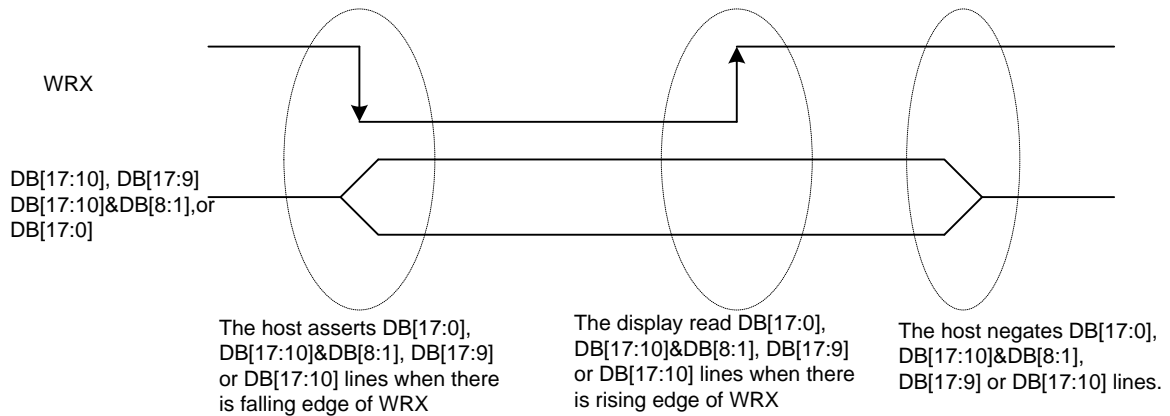 WRX
DB[17:10], DB[17:9]
DB[17:10]&DB[8:1],or
DB[17:0]
The host asserts DB[17:0],
DB[17:10]&DB[8:1], DB[17:9]
or DB[17:10] lines when there
is falling edge of WRX
The display read DB[17:0],
DB[17:10]&DB[8:1], DB[17:9]
or DB[17:10] lines when there
is rising edge of WRX
The host negates DB[17:0],
DB[17:10]&DB[8:1],
DB[17:9] or DB[17:10] lines.